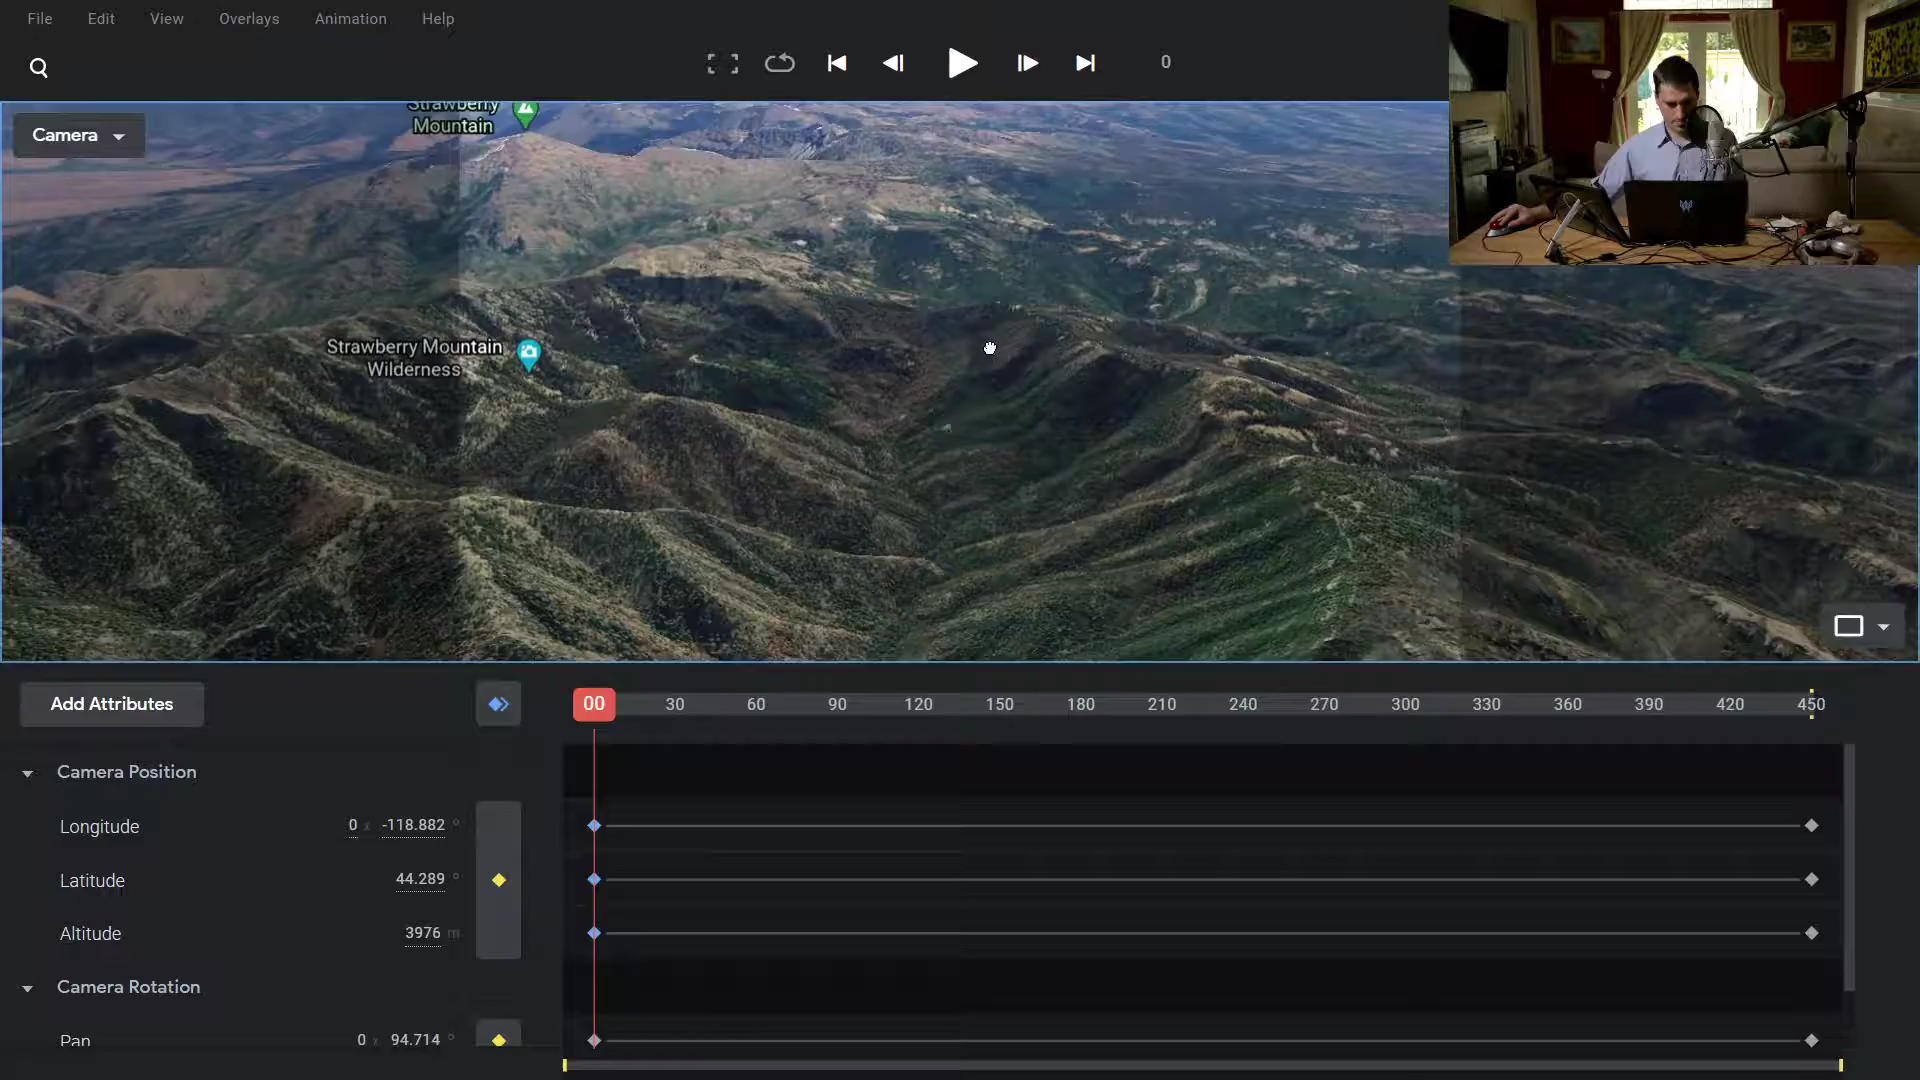 File Edit View Overlays Animation Help
0
Camera
Strawberry
Mountain
Strawberry Mountain
Wilderness
Add Attributes
00 30 60 90 120 150 180 210 240 270 300 330 360 390 420 450
Camera Position
Longitude 0 x -118.882 °
Latitude 44.289 °
Altitude 3976 m
Camera Rotation
Pan 0 x 94.714 °